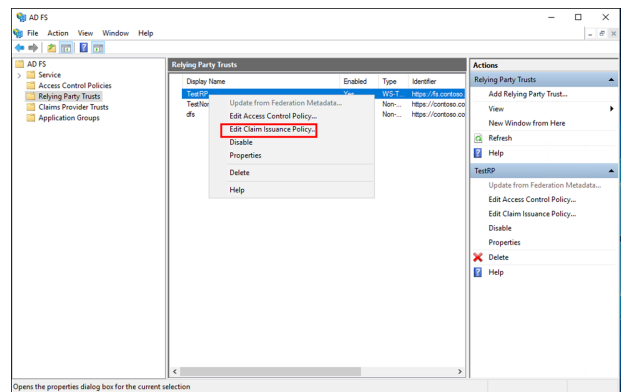 AD FS
File Action View Window Help
AD FS
Service
Access Control Policies
Relying Party Trusts
Claims Provider Trusts
Application Groups
Relying Party Trusts
Display Name Enabled Type Identifier
TestRP Yes WS-T... https://fs.contoso
TestNor Non-... https://contoso.co
dfs Non-... https://contoso.co
Update from Federation Metadata...
Edit Access Control Policy...
Edit Claim Issuance Policy...
Disable
Properties
Delete
Help
Actions
Relying Party Trusts
Add Relying Party Trust...
View
New Window from Here
Refresh
Help
TestRP
Update from Federation Metadata...
Edit Access Control Policy...
Edit Claim Issuance Policy...
Disable
Properties
Delete
Help
Opens the properties dialog box for the current selection